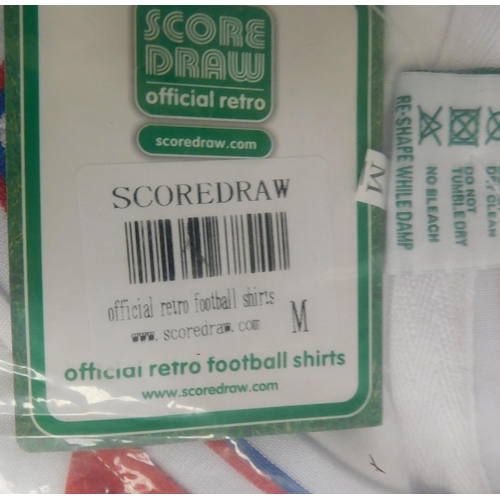 SCORE
DRAW
official retro
scoredraw.com
SCOREDRAW
official retro football shirts
www.scoredraw.com
M
official retro football shirts
www.scoredraw.com
M
RE-SHAPE WHILE DAMP
NO BLEACH
DO NOT
TUMBLE DRY
DRY CLEAN